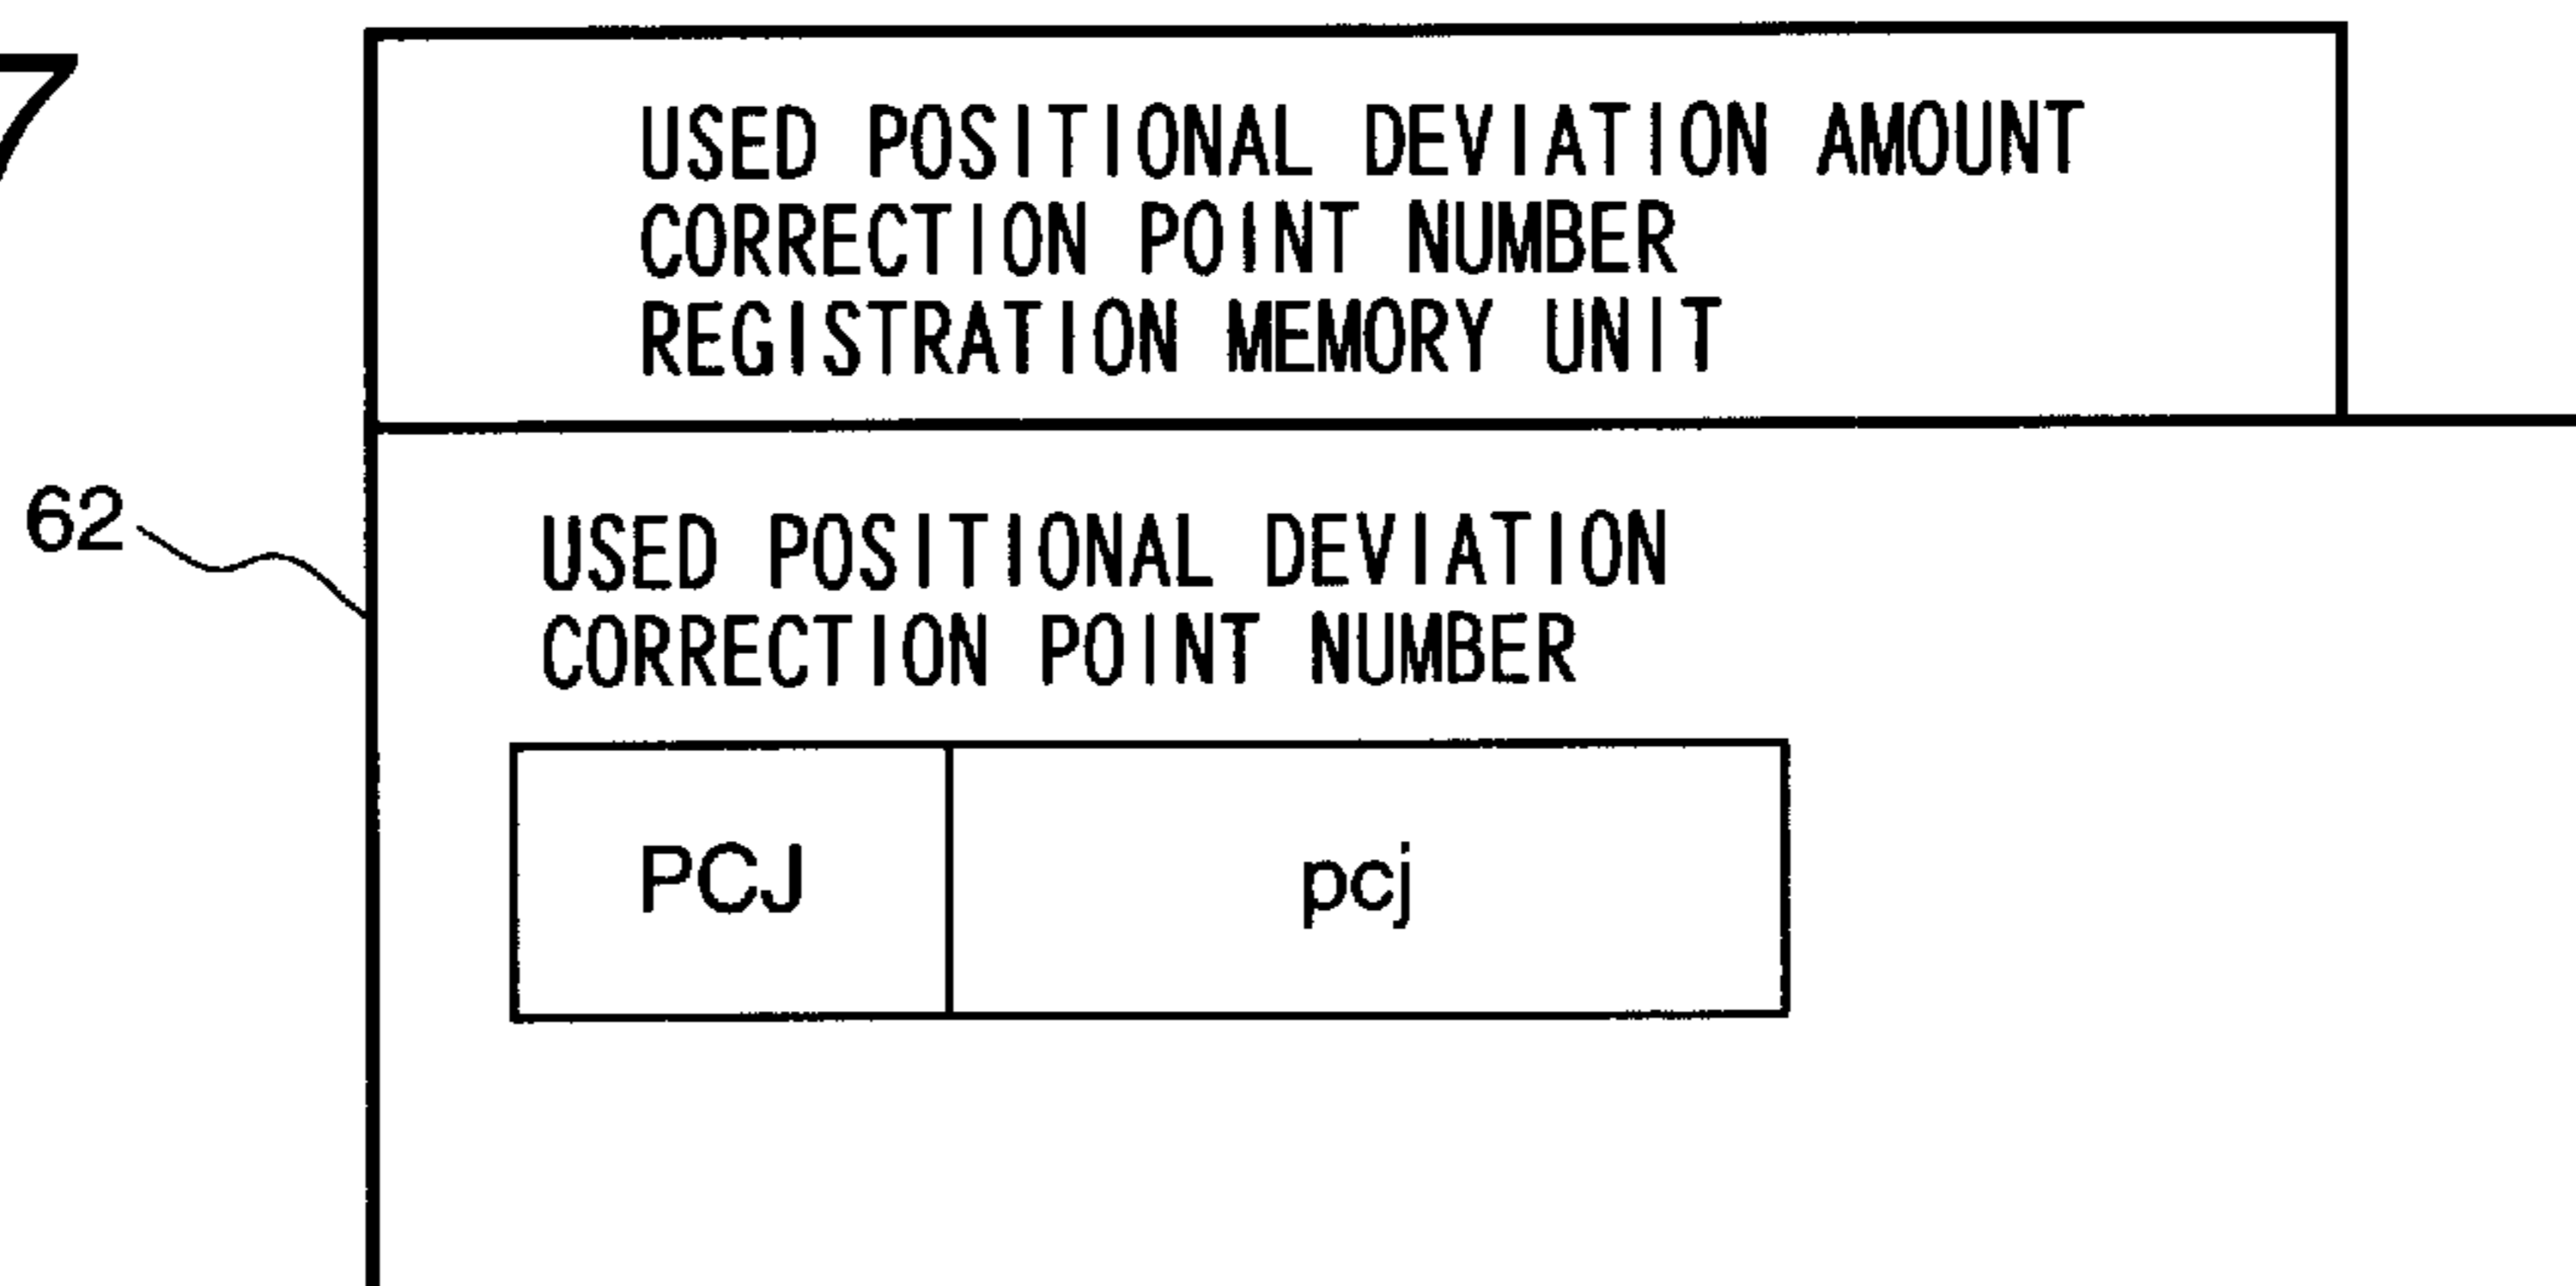 7
USED POSITIONAL DEVIATION AMOUNT
CORRECTION POINT NUMBER
REGISTRATION MEMORY UNIT
62
USED POSITIONAL DEVIATION
CORRECTION POINT NUMBER
PCJ pcj